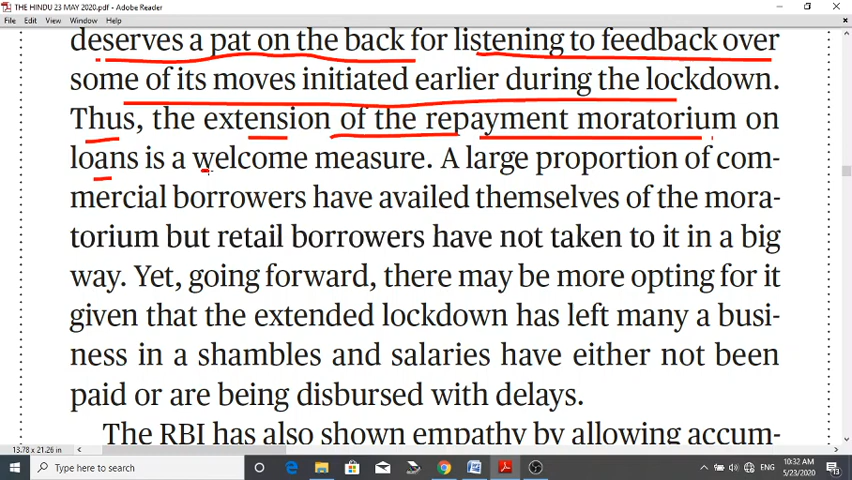 THE HINDU 23 MAY 2020.pdf - Adobe Reader
File Edit View Window Help
deserves a pat on the back for listening to feedback over
some of its moves initiated earlier during the lockdown.
Thus, the extension of the repayment moratorium on
loans is a welcome measure. A large proportion of com-
mercial borrowers have availed themselves of the mora-
torium but retail borrowers have not taken to it in a big
way. Yet, going forward, there may be more opting for it
given that the extended lockdown has left many a busi-
ness in a shambles and salaries have either not been
paid or are being disbursed with delays.
The RBI has also shown empathy by allowing accum-
13.78 x 21.26 in
Type here to search
ENG
10:32 AM
5/23/2020
13